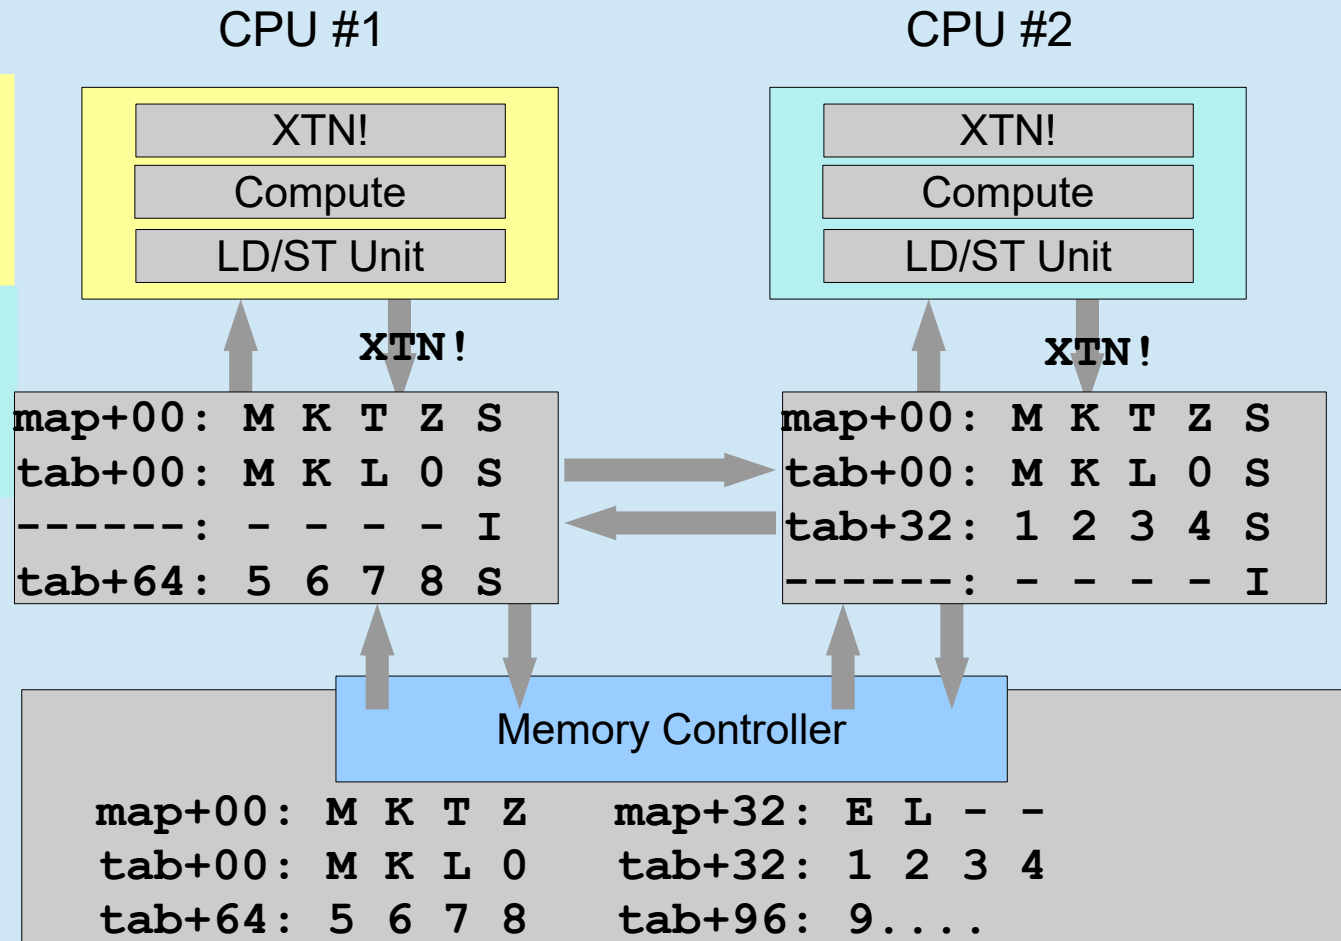 CPU #1
CPU #2
XTN!
Compute
LD/ST Unit
XTN!
Compute
LD/ST Unit
XTN!
XTN!
map+00: M K T Z S
tab+00: M K L 0 S
------: - - - - I
tab+64: 5 6 7 8 S
map+00: M K T Z S
tab+00: M K L 0 S
tab+32: 1 2 3 4 S
------: - - - - I
Memory Controller
map+00: M K T Z map+32: E L - -
tab+00: M K L 0 tab+32: 1 2 3 4
tab+64: 5 6 7 8 tab+96: 9....